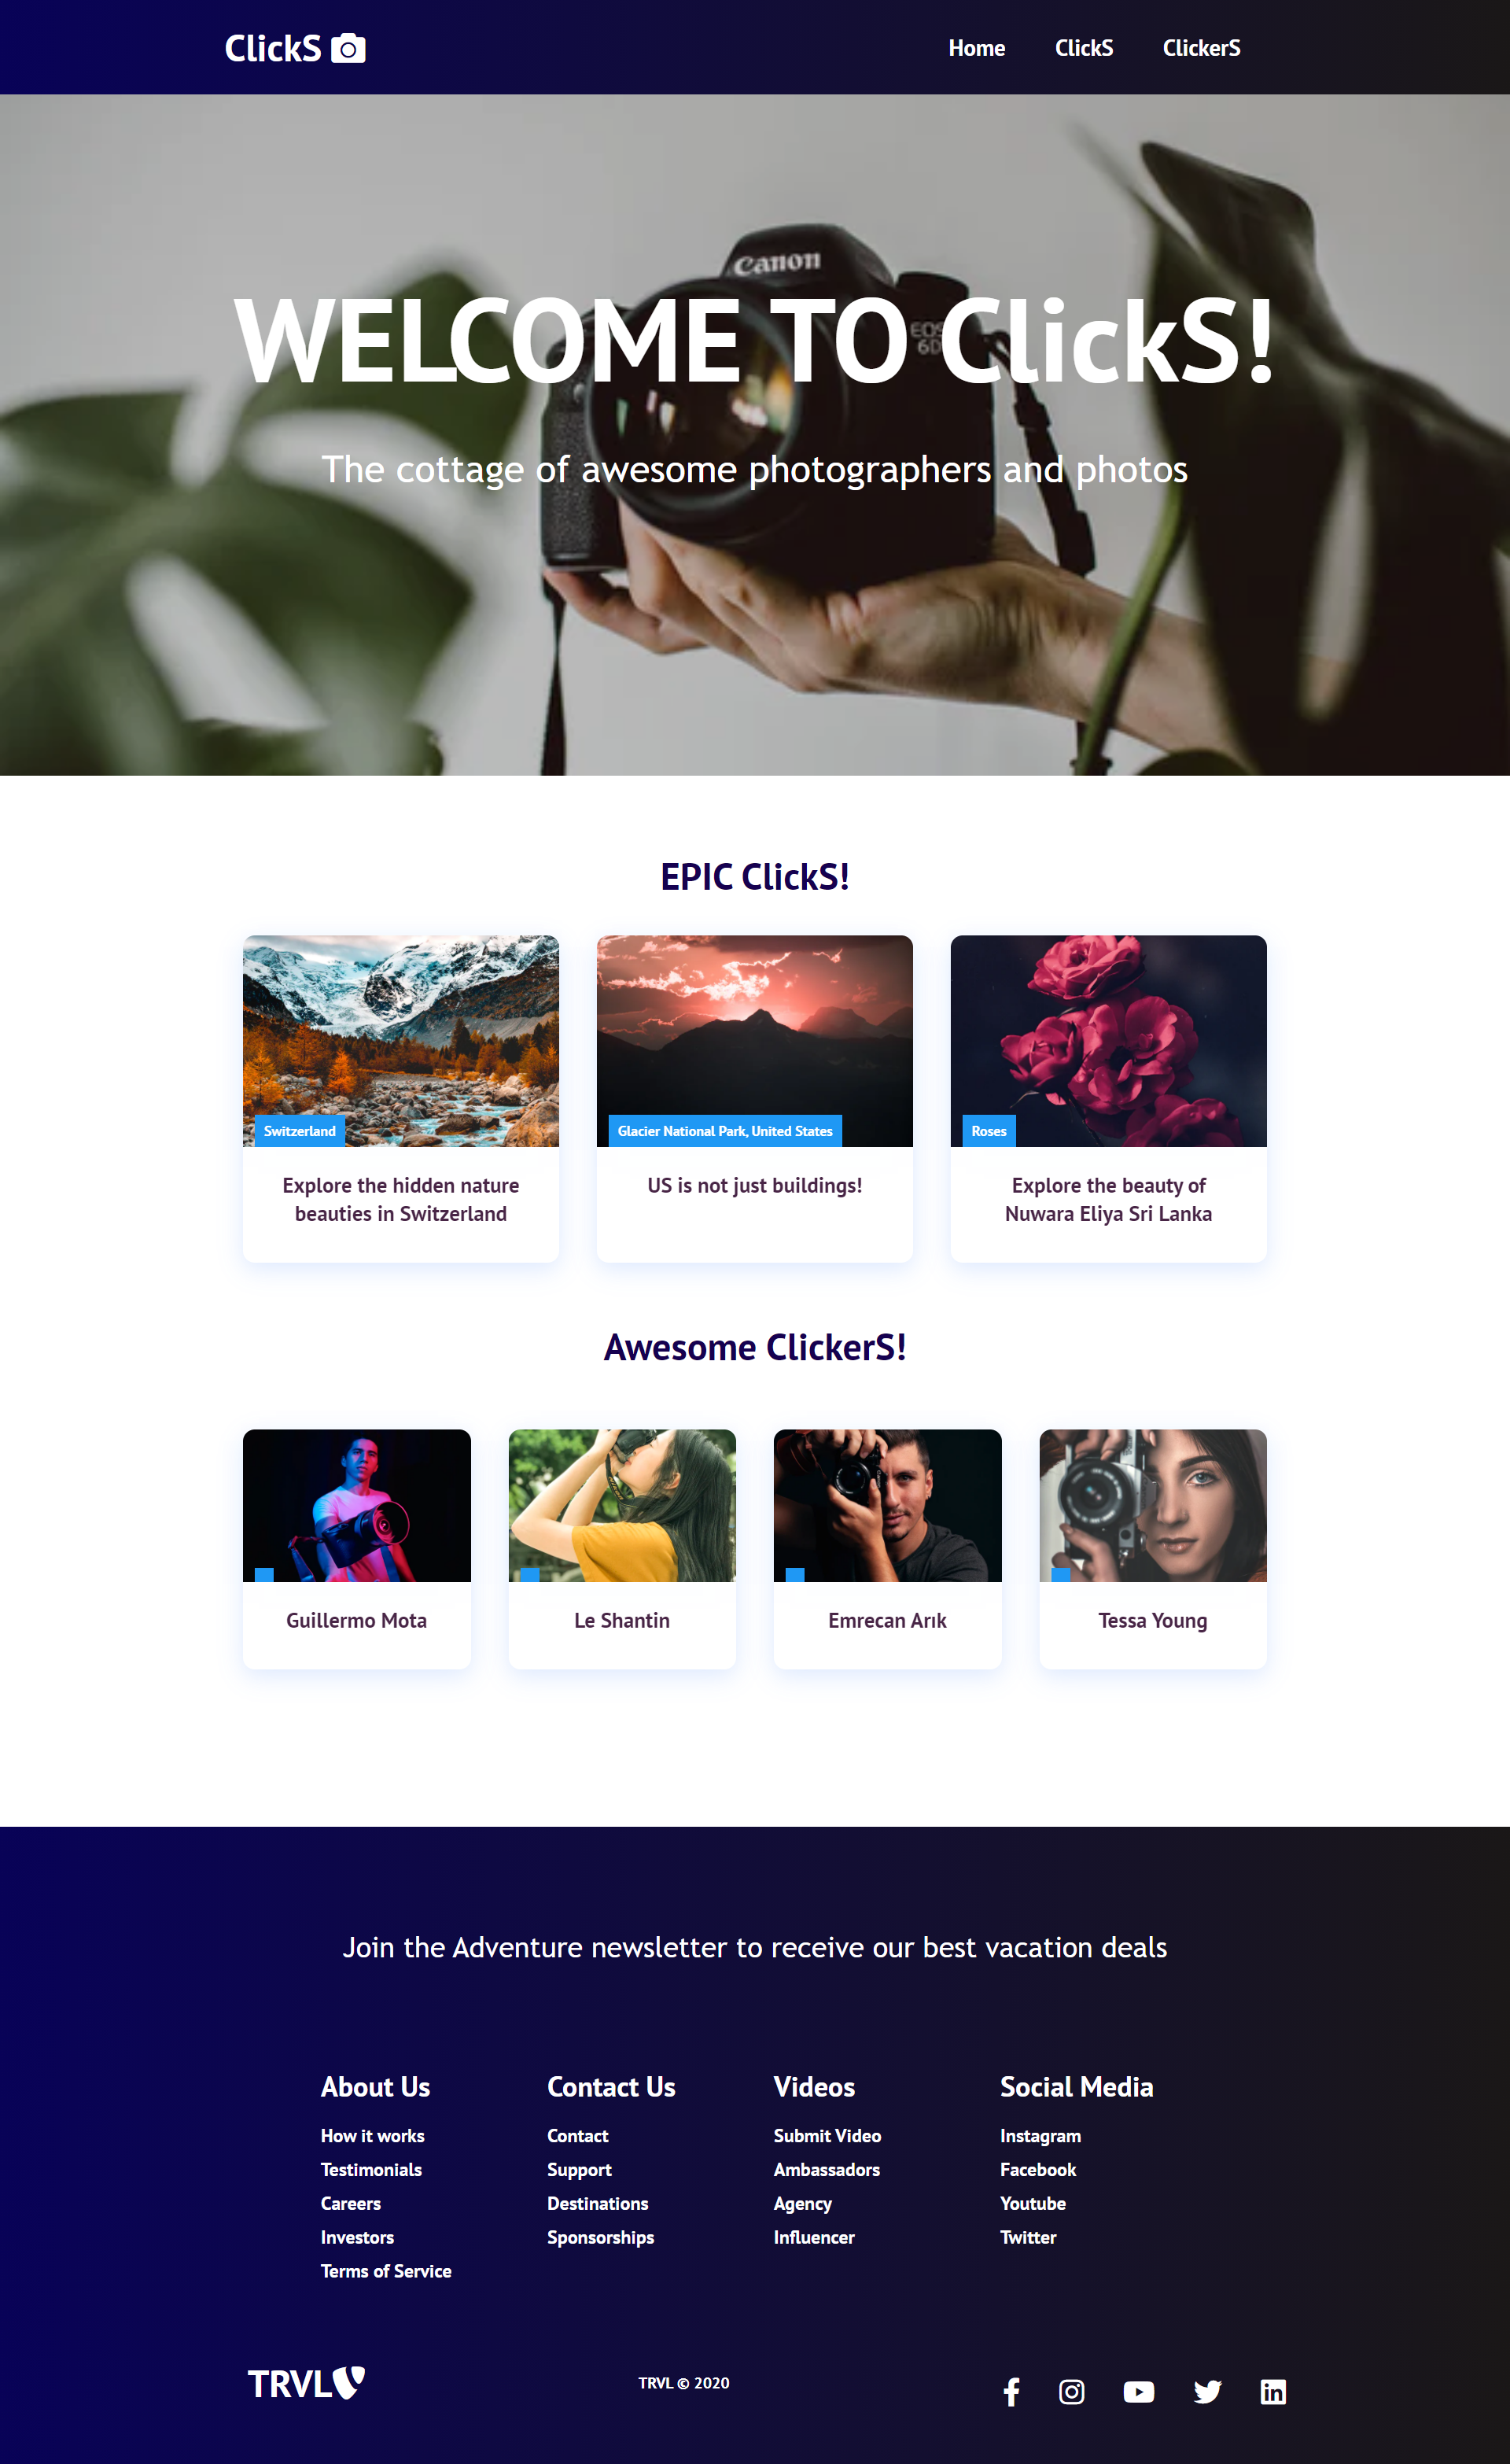 ClickS
Home
ClickS
ClickerS
Canon
EOS
6D
WELCOME TO ClickS!
The cottage of awesome photographers and photos
EPIC ClickS!
Switzerland
Glacier National Park, United States
Roses
Explore the hidden nature
beauties in Switzerland
US is not just buildings!
Explore the beauty of
Nuwara Eliya Sri Lanka
Awesome ClickerS!
Guillermo Mota
Le Shantin
Emrecan Arık
Tessa Young
Join the Adventure newsletter to receive our best vacation deals
About Us
How it works
Testimonials
Careers
Investors
Terms of Service
Contact Us
Contact
Support
Destinations
Sponsorships
Videos
Submit Video
Ambassadors
Agency
Influencer
Social Media
Instagram
Facebook
Youtube
Twitter
TRVL
TRVL © 2020